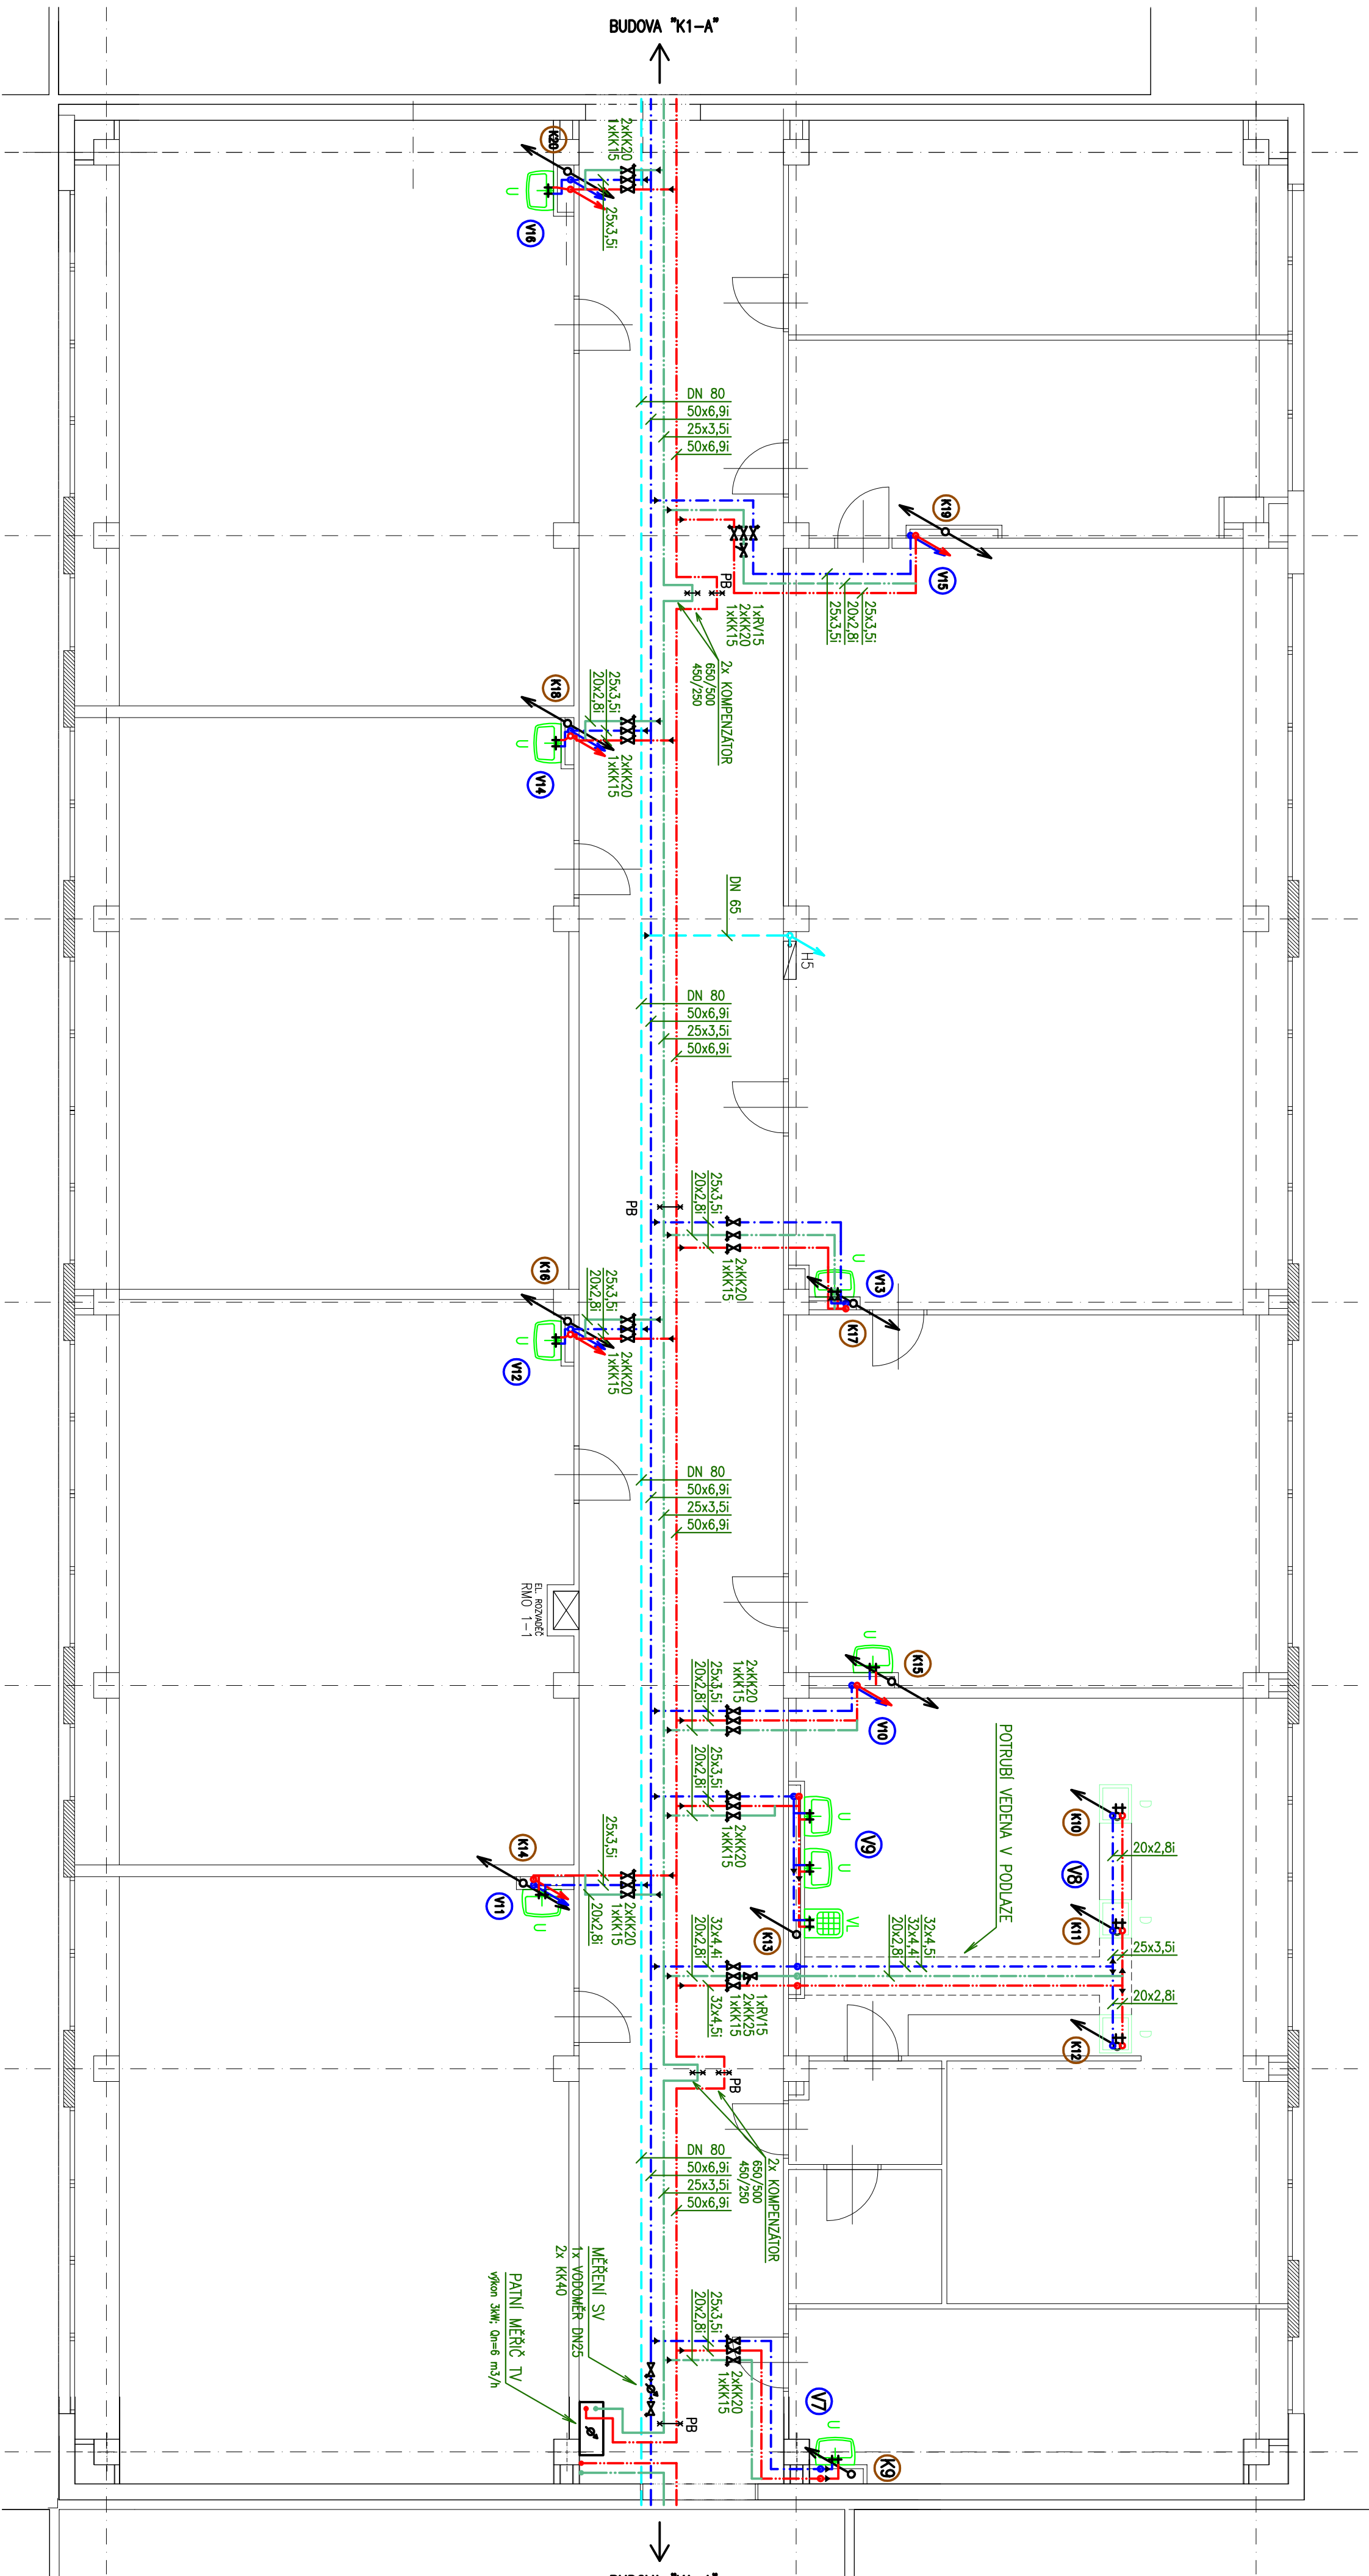 BUDOVA "K1-A"
K20
2xKK20
1xKK15
U
V16
25x3,5i
DN 80
50x6,9i
25x3,5i
50x6,9i
K19
V15
PB
1xRV15
2xKK20
1xKK15
25x3,5i
20x2,8i
25x3,5i
2x KOMPENZÁTOR
650/500
450/250
K18
25x3,5i
20x2,8i
U
V14
2xKK20
1xKK15
DN 65
H5
DN 80
50x6,9i
25x3,5i
50x6,9i
PB
25x3,5i
20x2,8i
2xKK20
1xKK15
U
V13
K17
K16
25x3,5i
20x2,8i
U
V12
2xKK20
1xKK15
DN 80
50x6,9i
25x3,5i
50x6,9i
EL. ROZVADĚČ
RMO 1-1
U
K15
V10
2xKK20
1xKK15
25x3,5i
20x2,8i
POTRUBÍ VEDENA V PODLAZE
25x3,5i
20x2,8i
2xKK20
1xKK15
U
V9
U
VL
K13
D
K10
20x2,8i
V8
D
K11
25x3,5i
20x2,8i
D
K12
K14
25x3,5i
V11
U
20x2,8i
2xKK20
1xKK15
32x4,4i
20x2,8i
32x4,5i
32x4,4i
20x2,8i
1xRV15
2xKK25
1xKK15
32x4,5i
PB
2x KOMPENZÁTOR
650/500
450/250
DN 80
50x6,9i
25x3,5i
50x6,9i
MĚŘENÍ SV
1x VODOMĚR DN25
2x KK40
PATNÍ MĚŘIČ TV
výkon 3kW; Qn=6 m3/h
25x3,5i
20x2,8i
2xKK20
1xKK15
V7
PB
U
K9